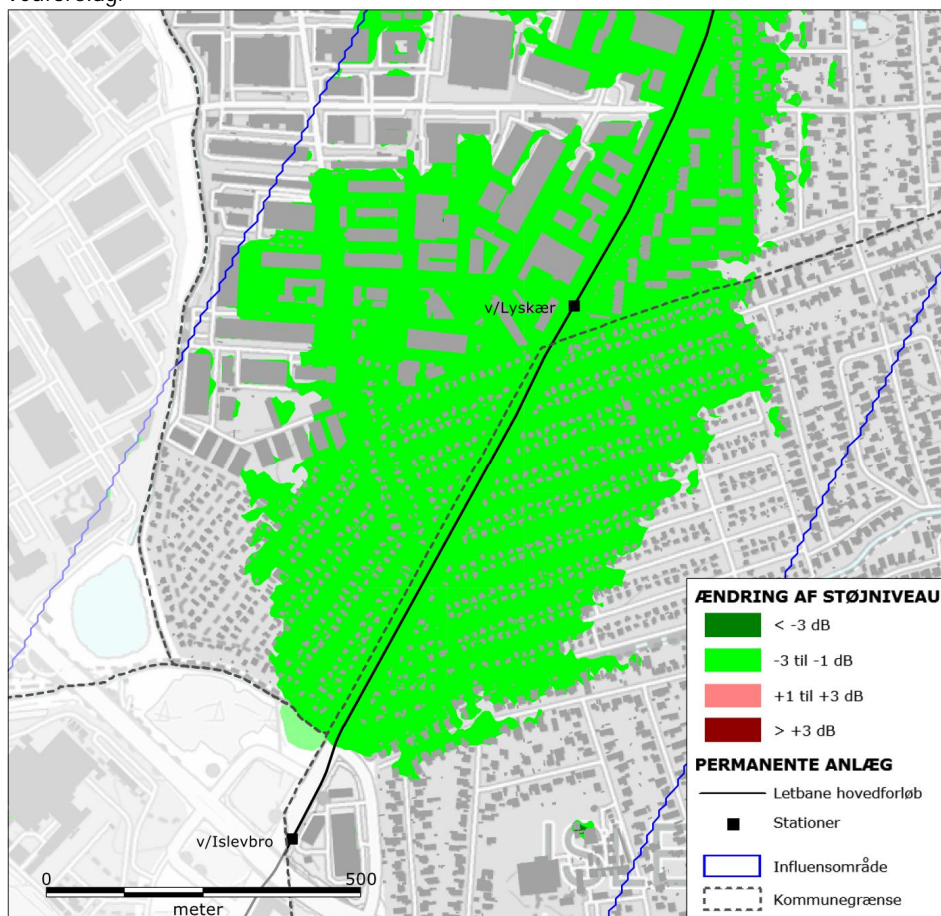 v/Lyskær
v/Islevbro
0 500
meter
ÆNDRING AF STØJNIVEAU
< -3 dB
-3 til -1 dB
+1 til +3 dB
> +3 dB
PERMANENTE ANLÆG
Letbane hovedforløb
Stationer
Influensområde
Kommunegrænse